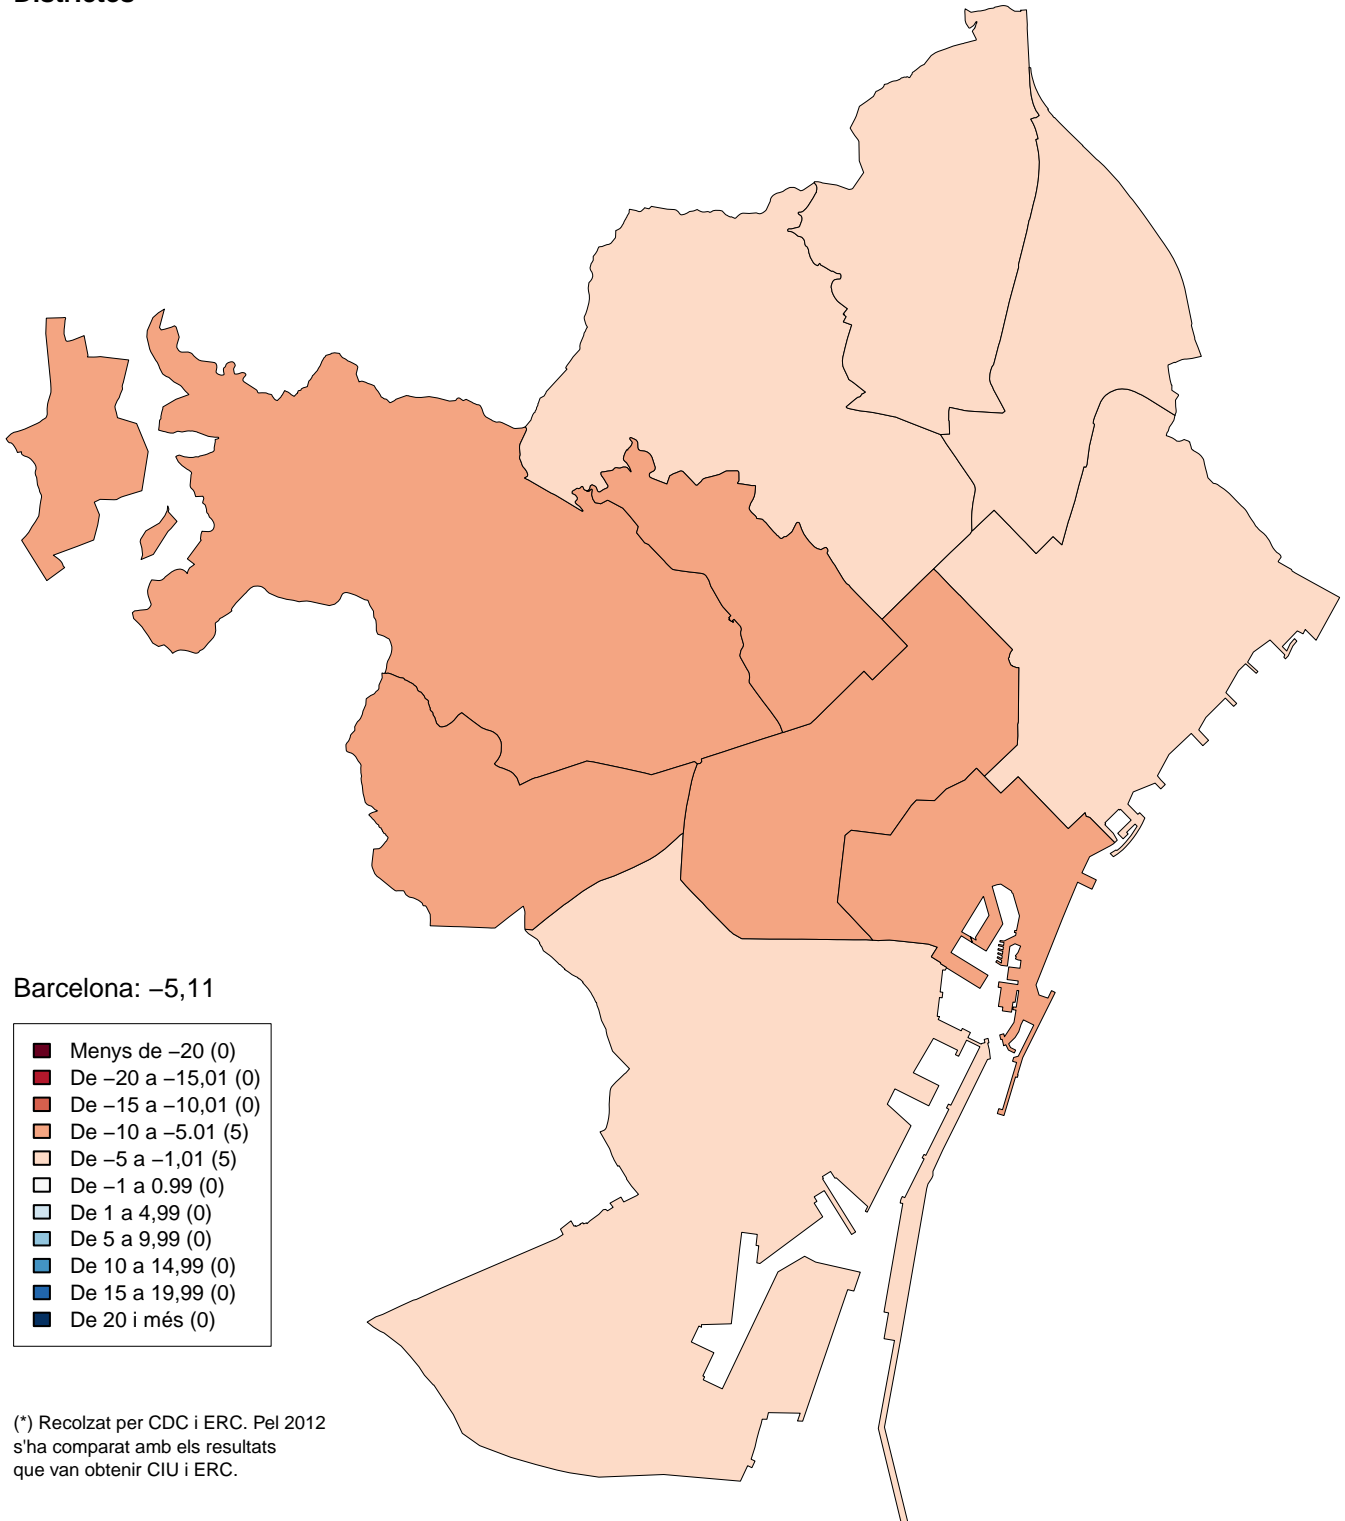 Districtes
Barcelona: −5,11
Menys de −20 (0)
De −20 a −15,01 (0)
De −15 a −10,01 (0)
De −10 a −5.01 (5)
De −5 a −1,01 (5)
De −1 a 0.99 (0)
De 1 a 4,99 (0)
De 5 a 9,99 (0)
De 10 a 14,99 (0)
De 15 a 19,99 (0)
De 20 i més (0)
(*) Recolzat per CDC i ERC. Pel 2012
s'ha comparat amb els resultats
que van obtenir CIU i ERC.